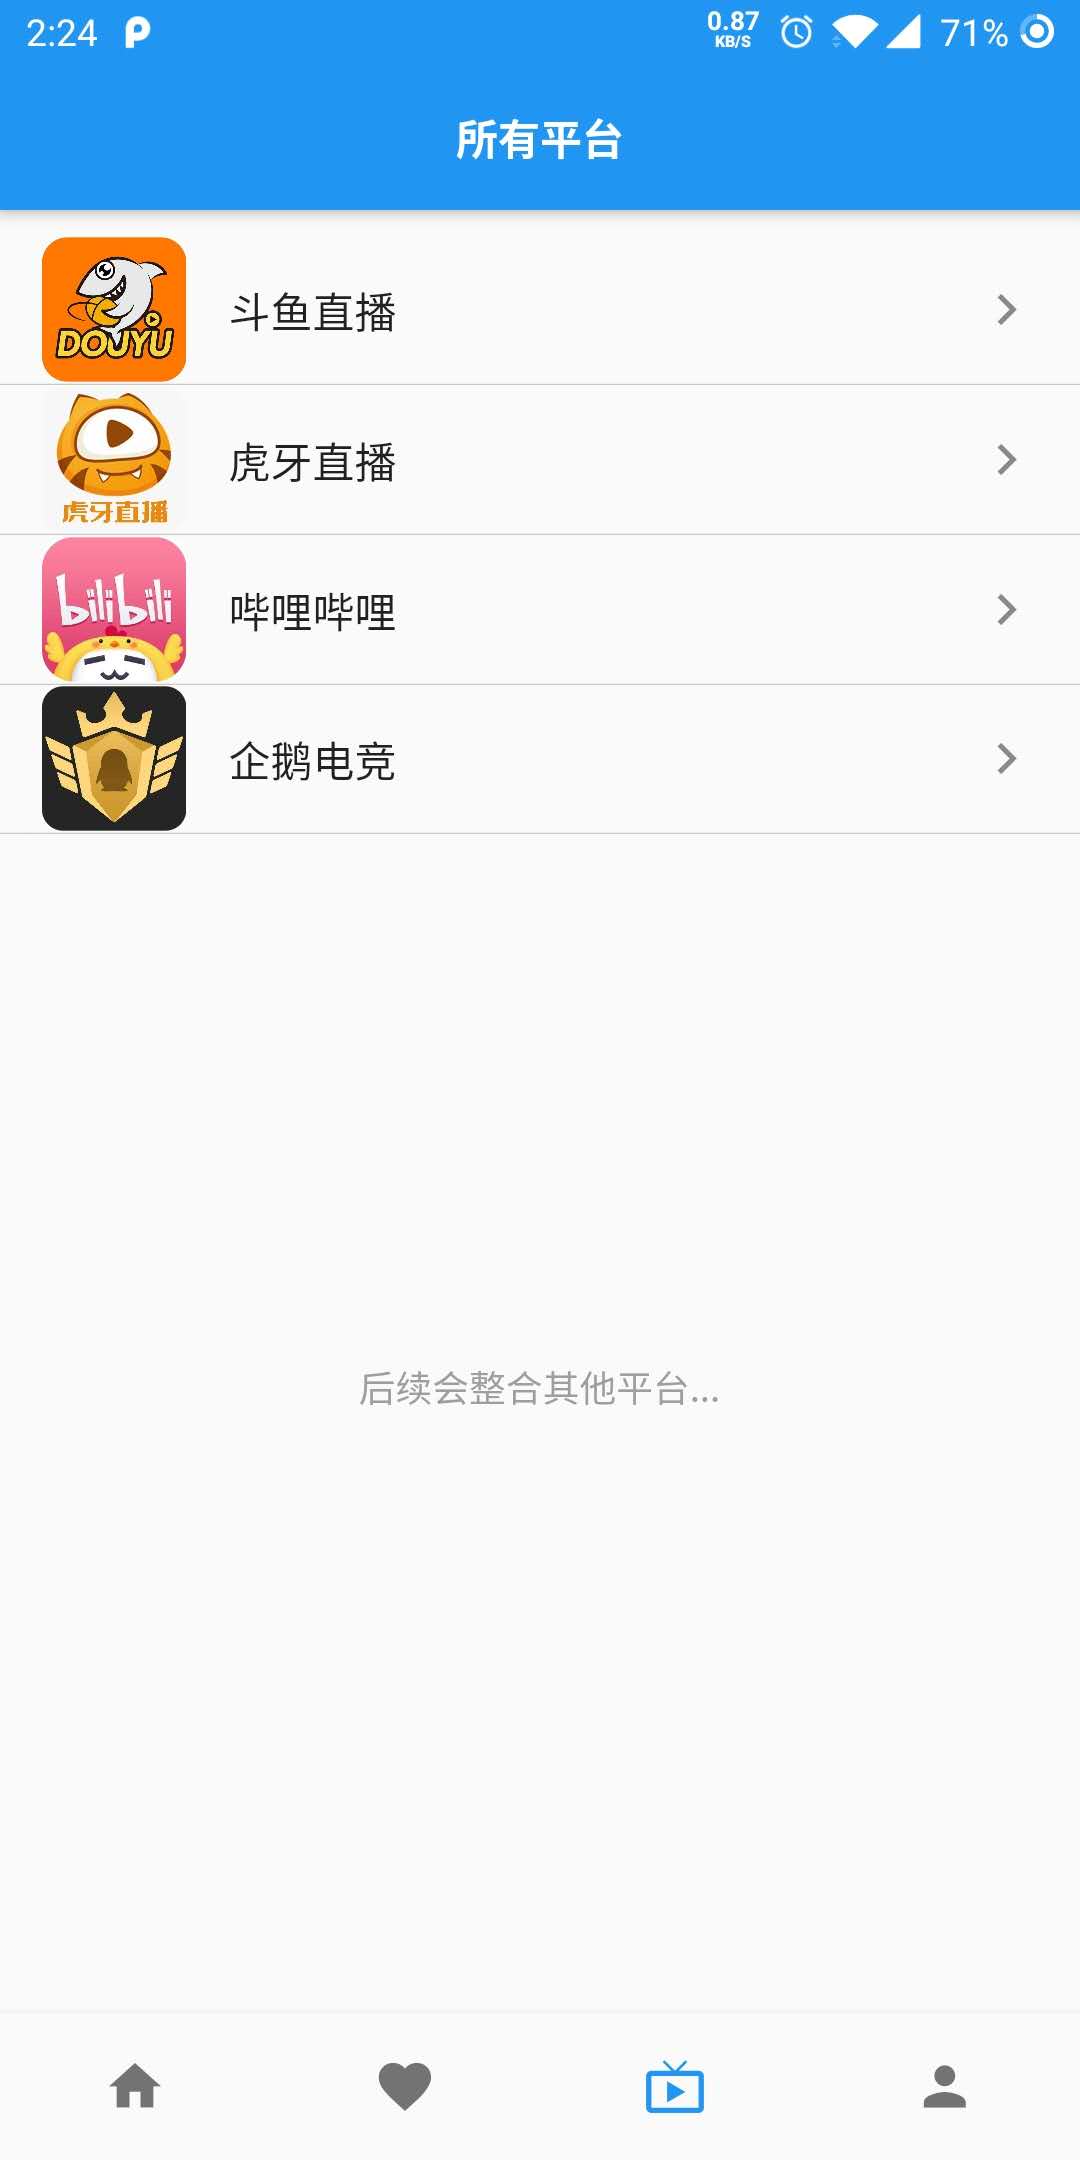 2:24
0.87
KB/S
71%
所有平台
DOUYU
斗鱼直播
虎牙直播
虎牙直播
bilibili
哔哩哔哩
企鹅电竞
后续会整合其他平台...